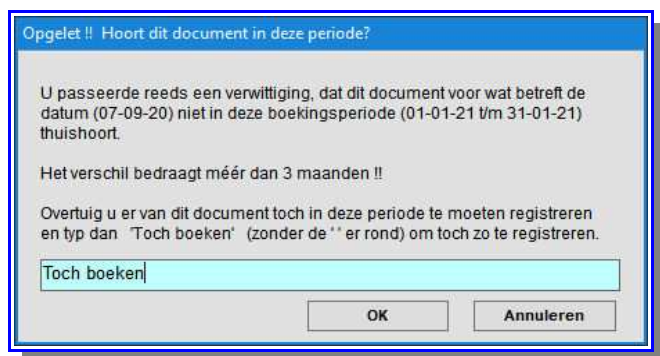 Opgelet !! Hoort dit document in deze periode?
U passeerde reeds een verwittiging, dat dit document voor wat betreft de
datum (07-09-20) niet in deze boekingsperiode (01-01-21 t/m 31-01-21)
thuishoort.
Het verschil bedraagt méér dan 3 maanden !!
Overtuig u er van dit document toch in deze periode te moeten registreren
en typ dan 'Toch boeken' (zonder de ' ' er rond) om toch zo te registreren.
Toch boeken
OK Annuleren